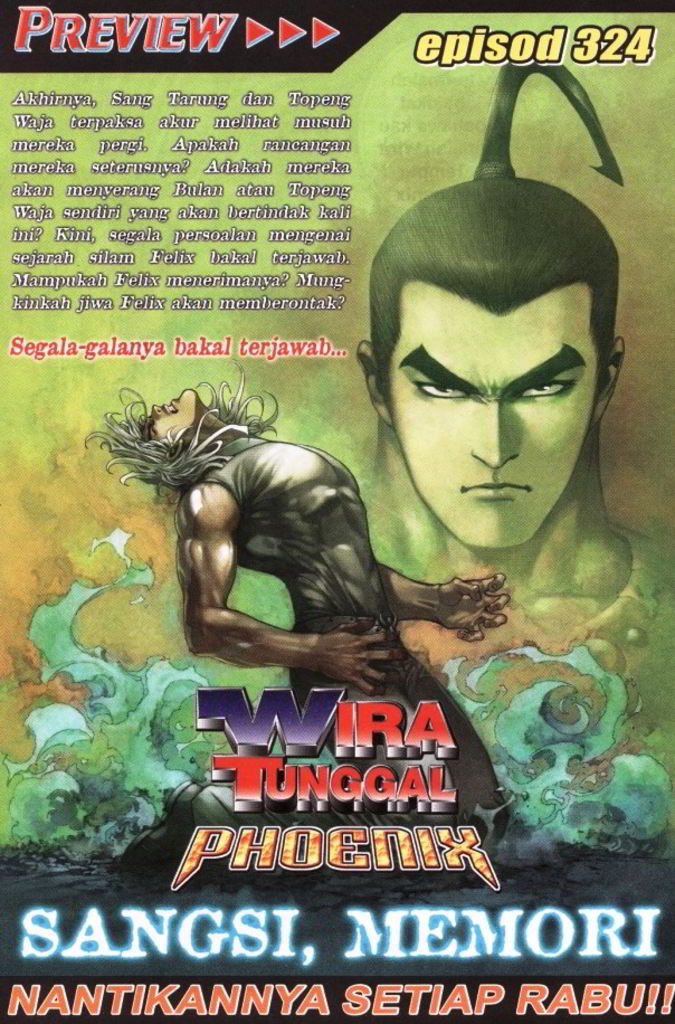 PREVIEW
episod 324
Akhirnya, Sang Tarung dan Topeng
Waja terpaksa akur melihat musuh
mereka pergi. Apakah rancangan
mereka seterusnya? Adakah mereka
akan menyerang Bulan atau Topeng
Waja sendiri yang akan bertindak kali
ini? Kini, segala persoalan mengenai
sejarah silam Felix bakal terjawab.
Mampukah Felix menerimanya? Mung-
kinkah jiwa Felix akan memberontak?
Segala-galanya bakal terjawab...
WIRA
TUNGGAL
PHOENIX
SANGSI, MEMORI
NANTIKANNYA SETIAP RABU!!